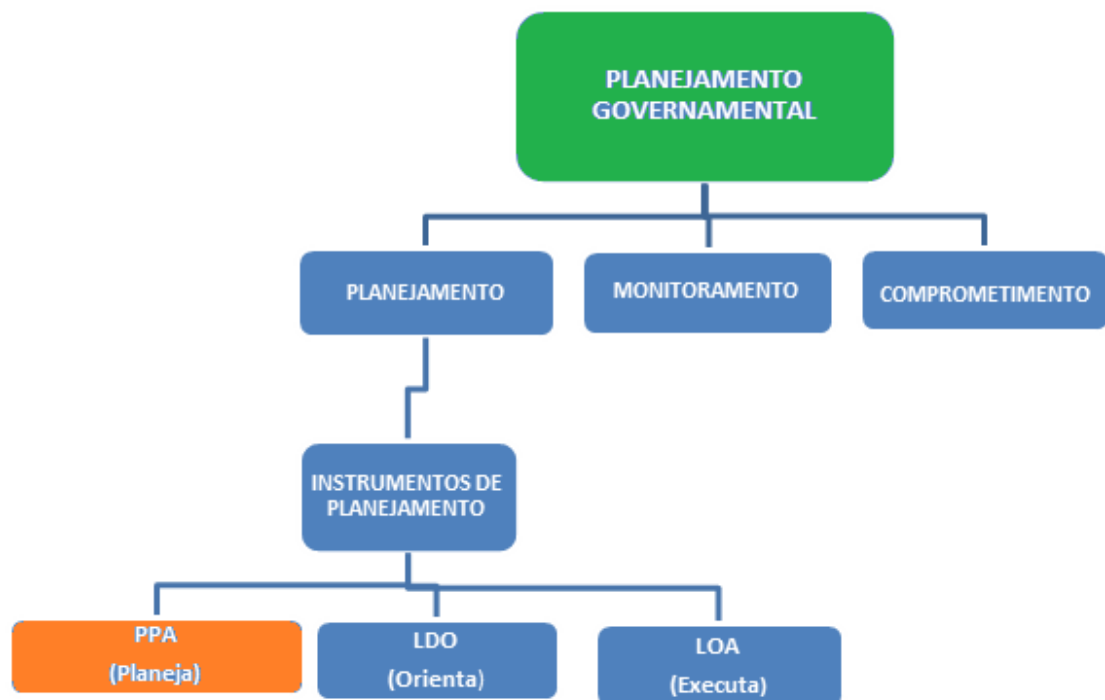 PLANEJAMENTO
GOVERNAMENTAL
PLANEJAMENTO
MONITORAMENTO
COMPROMETIMENTO
INSTRUMENTOS DE
PLANEJAMENTO
PPA
(Planeja)
LDO
(Orienta)
LOA
(Executa)